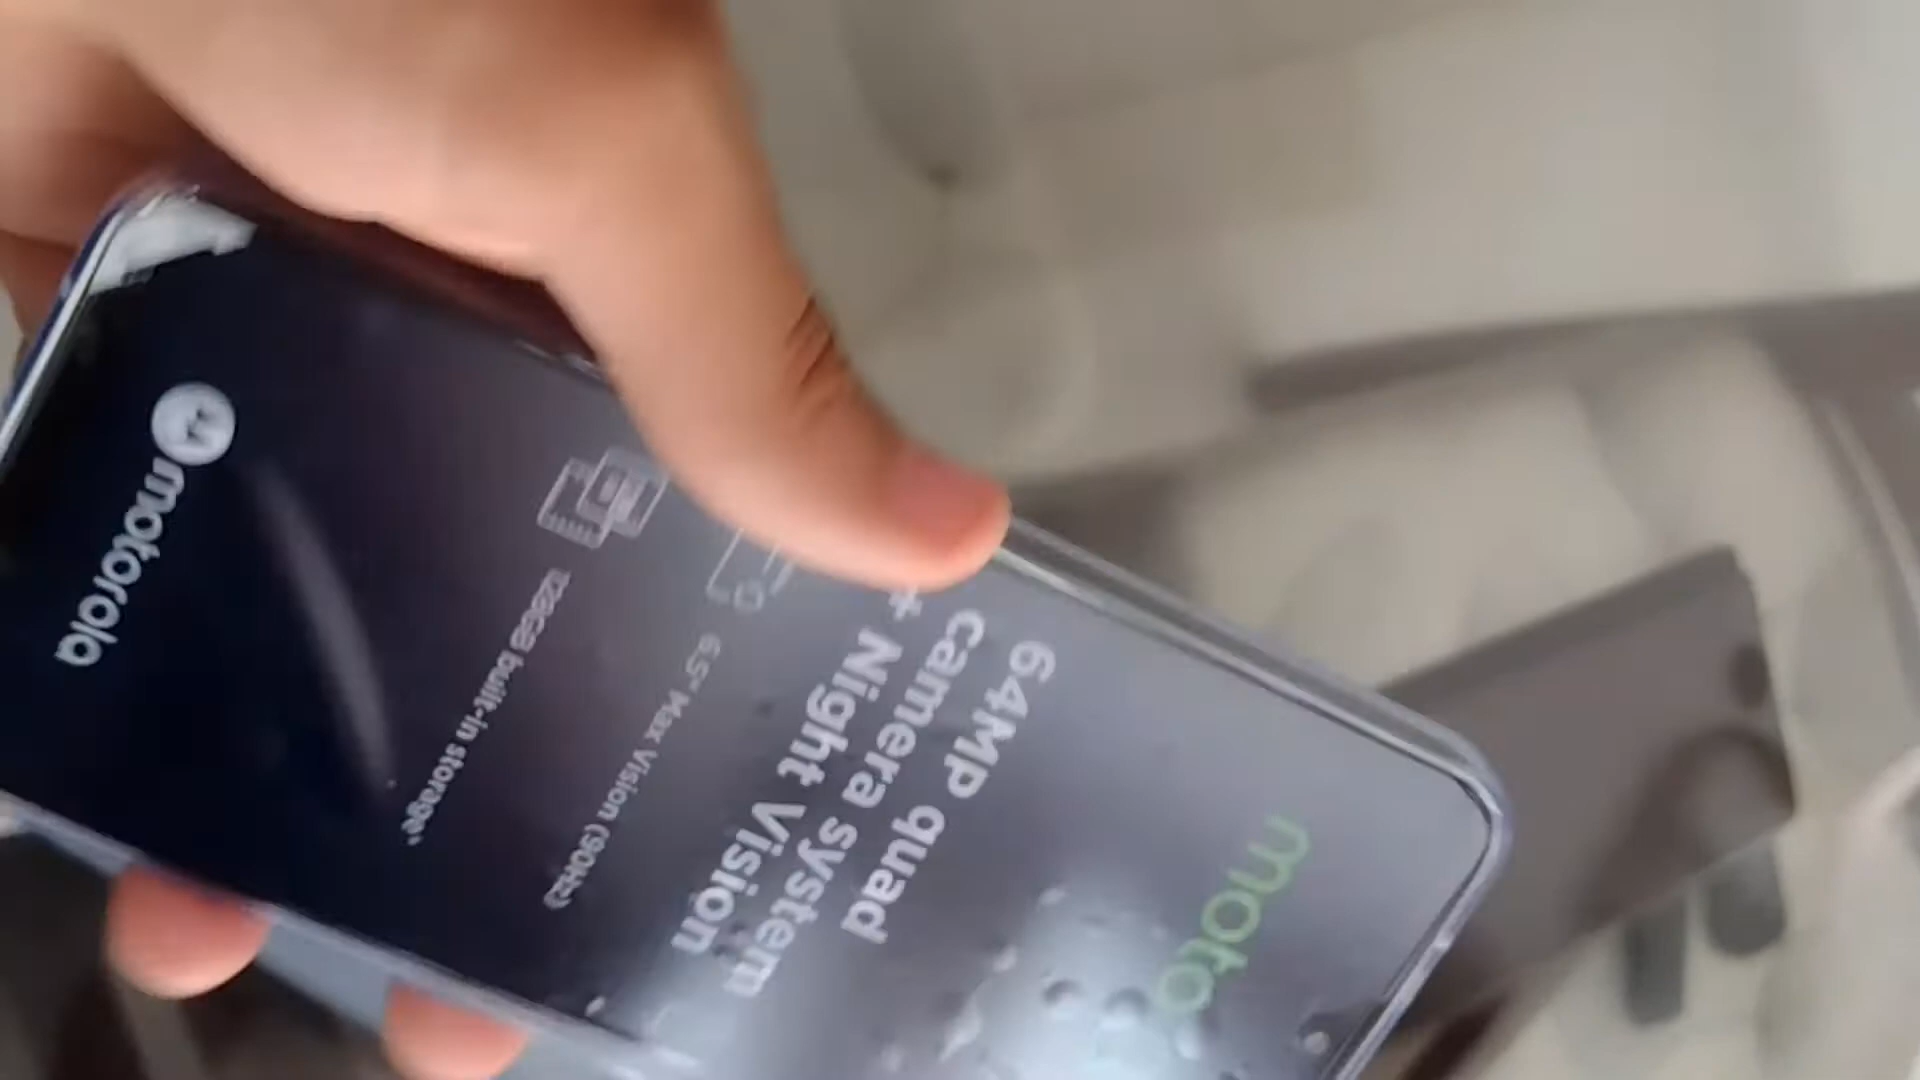 moto
64MP quad
camera system
+ Night Vision
6.5" Max Vision (90Hz)
128GB built-in storage*
motorola